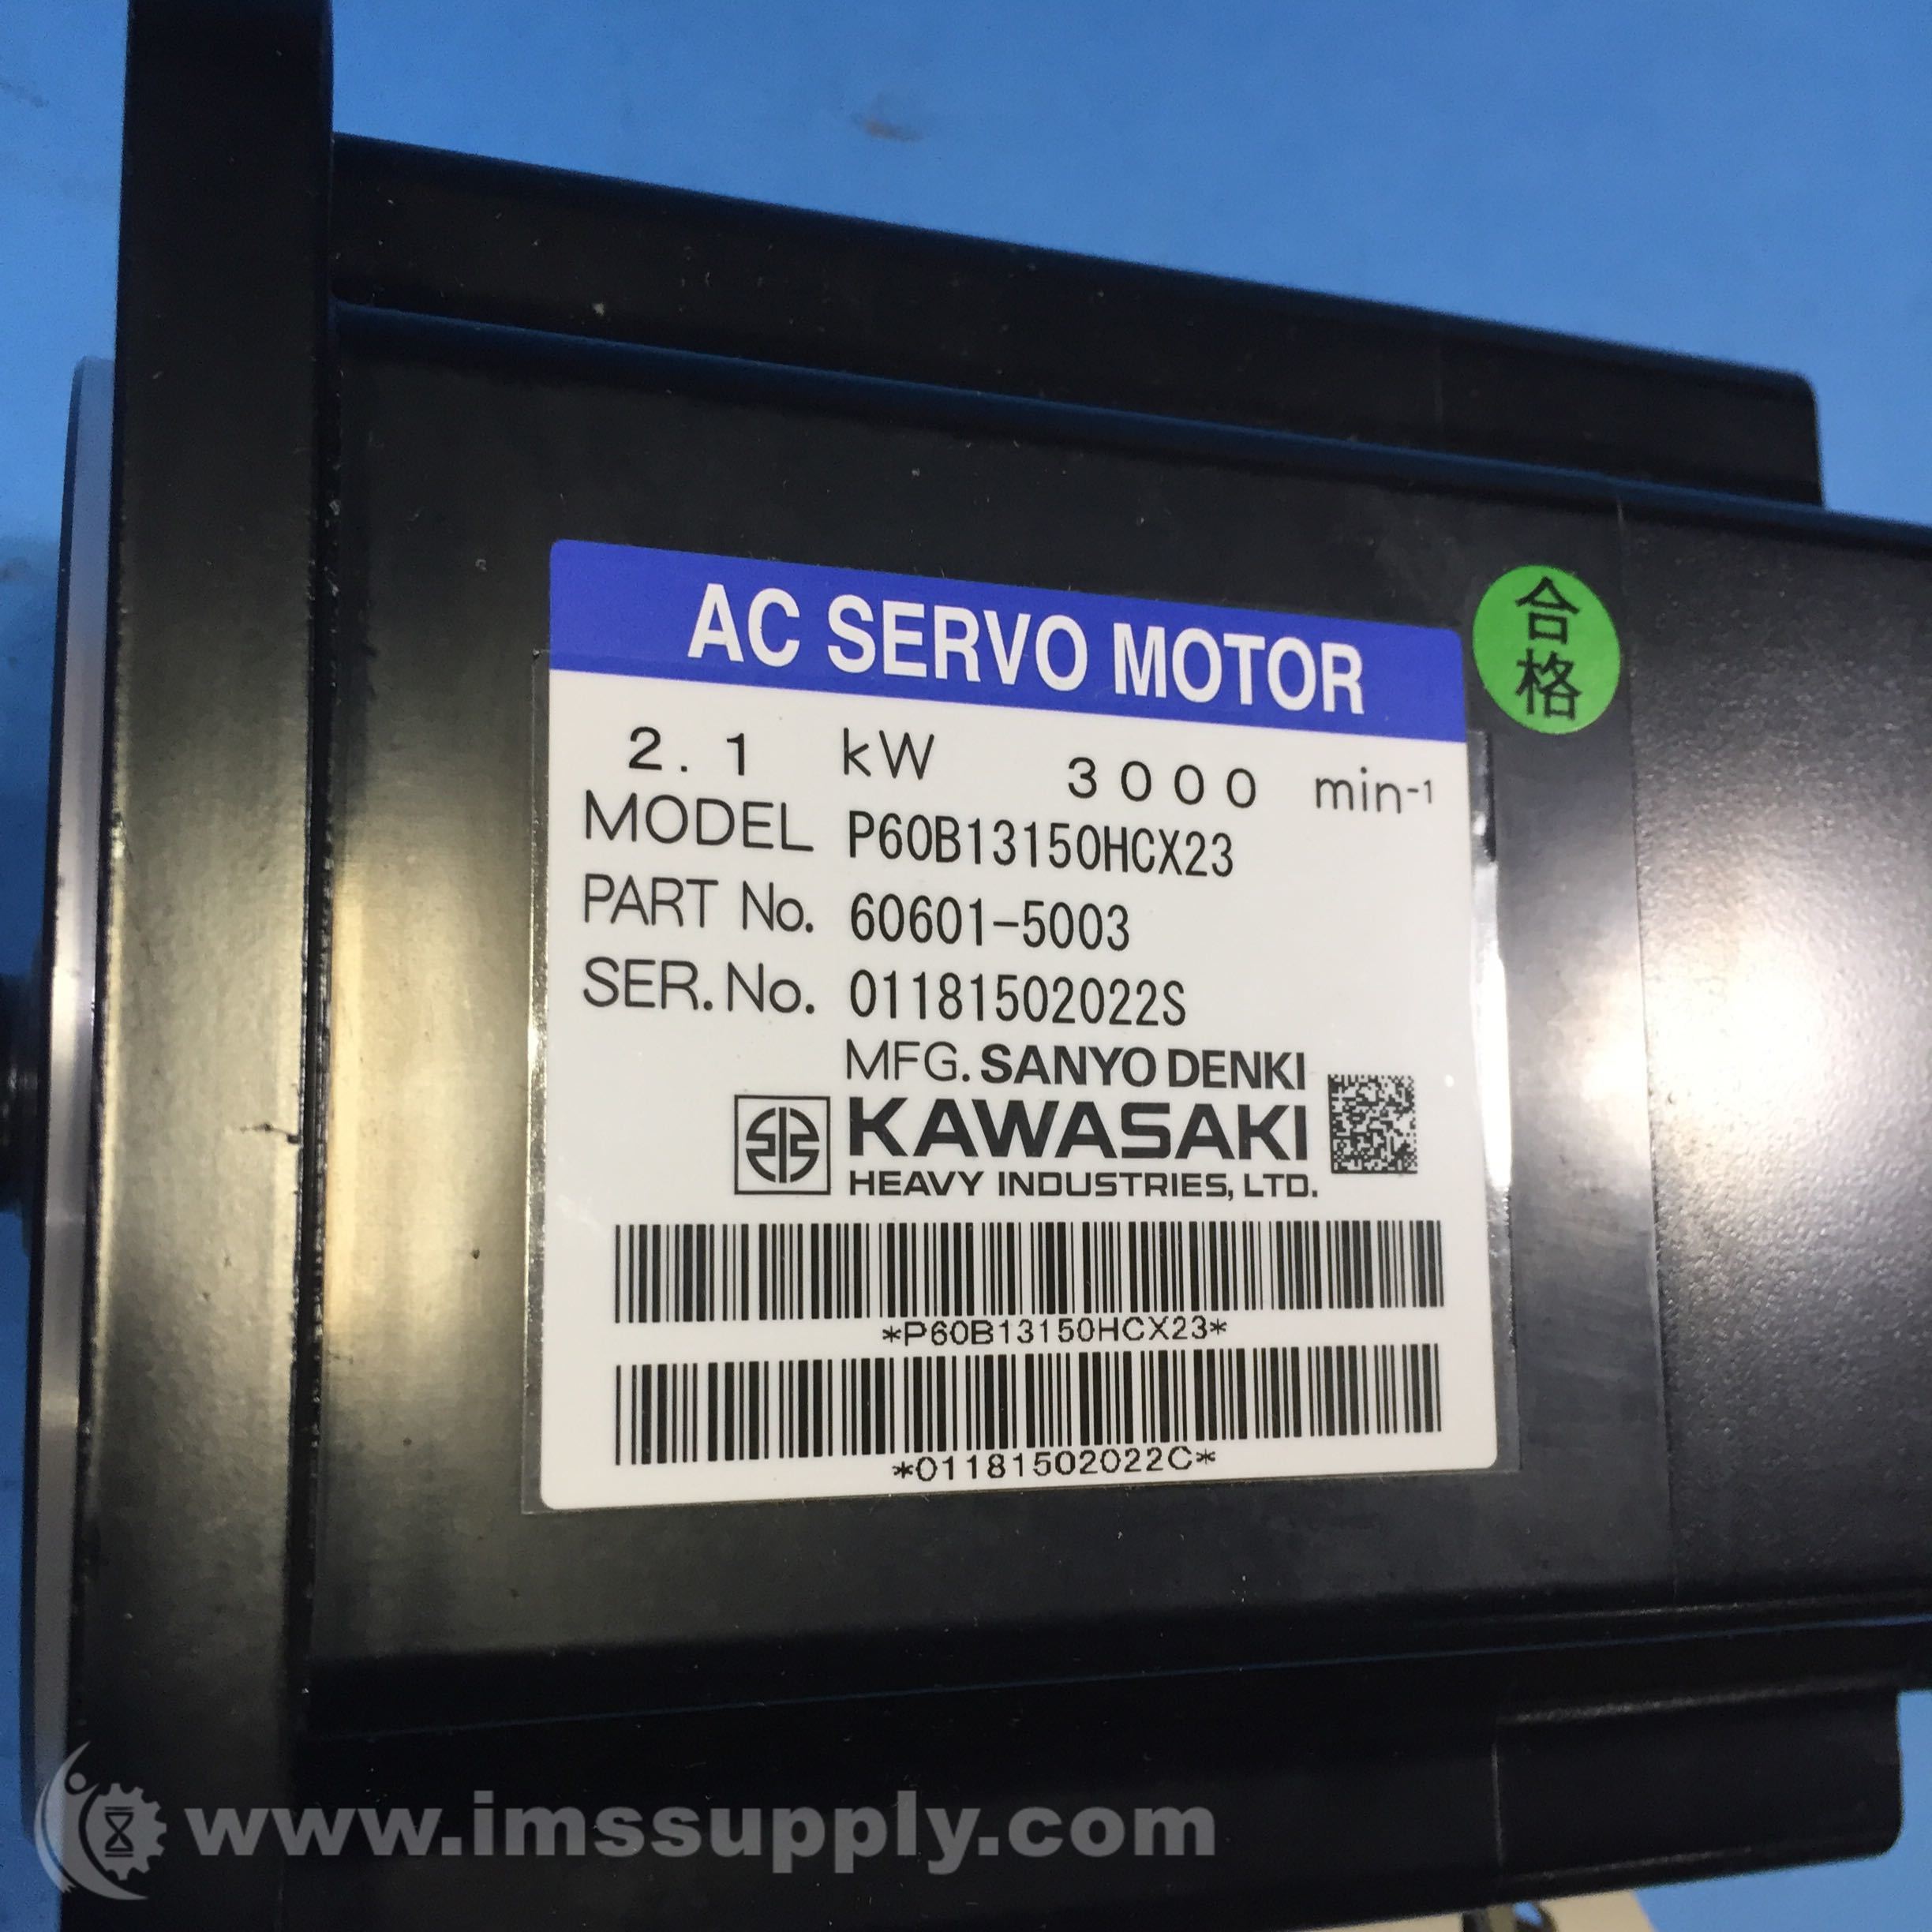 AC SERVO MOTOR
合格
2.1 kW 3000 min-1
MODEL P60B13150HCX23
PART No. 60601-5003
SER.No. 01181502022S
MFG. SANYO DENKI
KAWASAKI
HEAVY INDUSTRIES, LTD.
*P60B13150HCX23*
*01181502022C*
www.imssupply.com